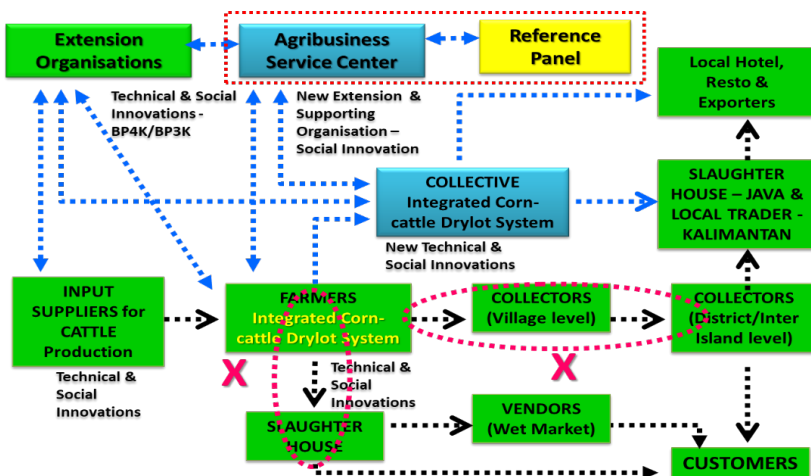 Extension
Organisations
Agribusiness
Service Center
Reference
Panel
Local Hotel,
Resto &
Exporters
Technical & Social
Innovations -
BP4K/BP3K
New Extension &
Supporting
Organisation –
Social Innovation
COLLECTIVE
Integrated Corn-
cattle Drylot System
New Technical &
Social Innovations
SLAUGHTER
HOUSE – JAVA &
LOCAL TRADER -
KALIMANTAN
INPUT
SUPPLIERS for
CATTLE
Production
Technical &
Social
Innovations
FARMERS
Integrated Corn-
cattle Drylot System
COLLECTORS
(Village level)
COLLECTORS
(District/Inter
Island level)
X
X
Technical &
Social
Innovations
SLAUGHTER
HOUSE
VENDORS
(Wet Market)
CUSTOMERS